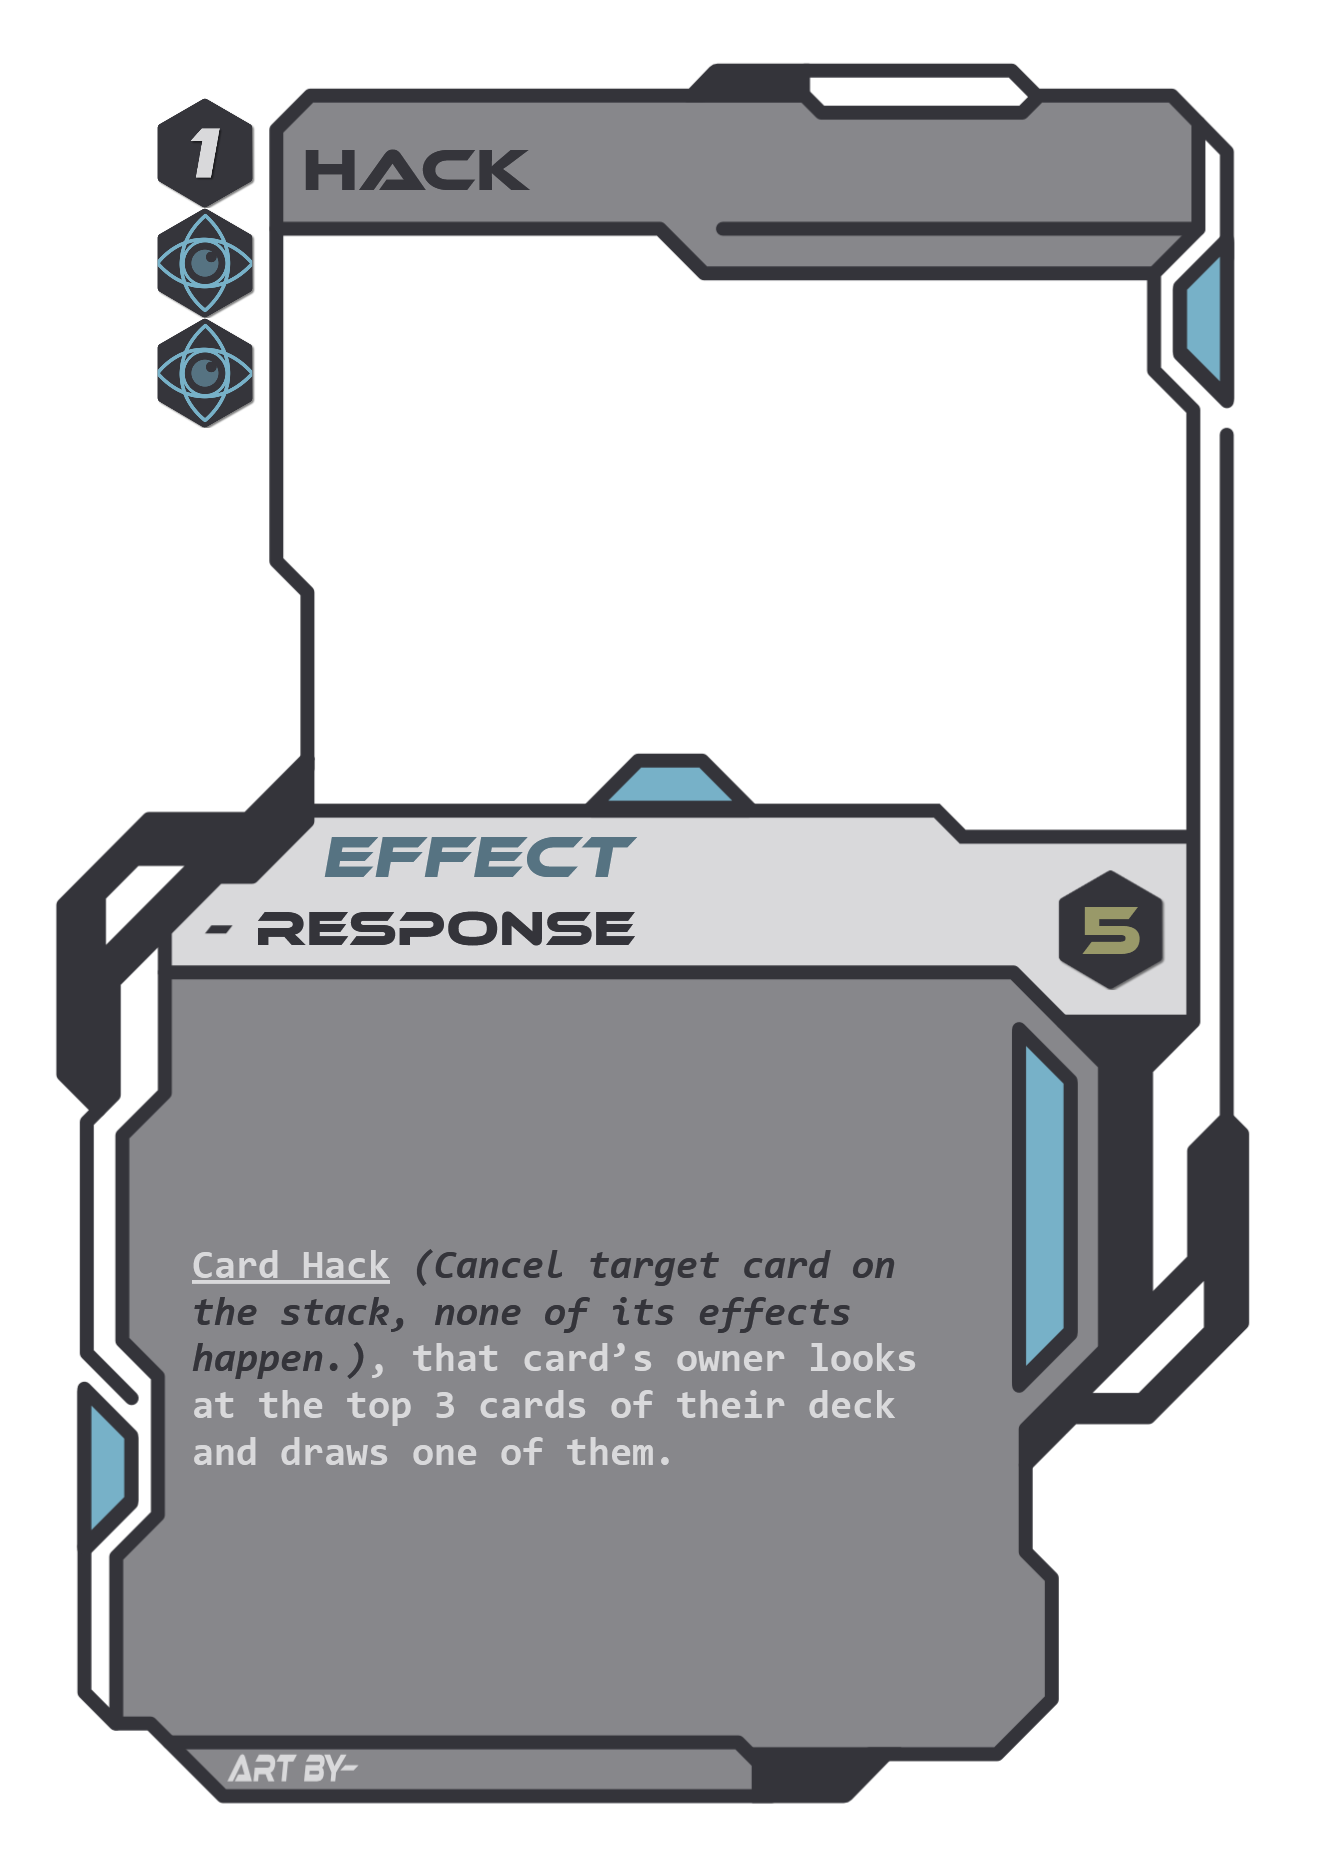 1
HACK
EFFECT
- RESPONSE
5
Card Hack (Cancel target card on
the stack, none of its effects
happen.), that card’s owner looks
at the top 3 cards of their deck
and draws one of them.
ART BY-